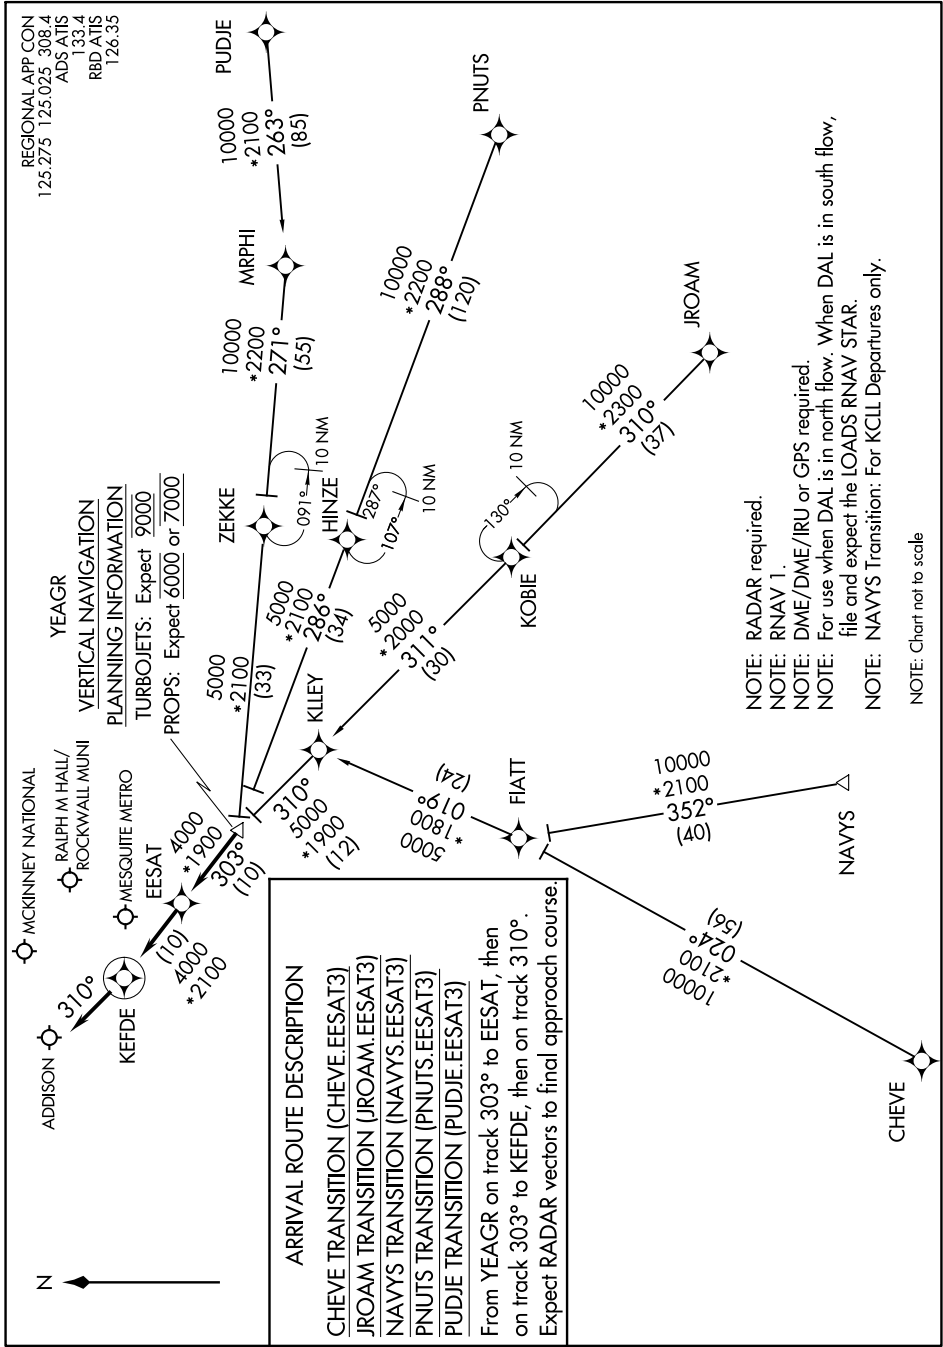 REGIONAL APP CON
125.275 125.025 308.4
ADS ATIS
133.4
RBD ATIS
126.35
N
MCKINNEY NATIONAL
RALPH M HALL/
ROCKWALL MUNI
MESQUITE METRO
ADDISON
310°
KEFDE
(10)
4000
*2100
EESAT
4000
*1900
303°
(10)
YEAGR
VERTICAL NAVIGATION
PLANNING INFORMATION
TURBOJETS: Expect 9000
PROPS: Expect 6000 or 7000
PUDJE
10000
*2100
263°
(85)
MRPHI
10000
*2200
271°
(55)
ZEKKE
091°
10 NM
5000
*2100
(33)
PNUTS
10000
*2200
288°
(120)
HINZE
287°
107°
10 NM
5000
*2100
286°
(34)
JROAM
10000
*2300
310°
(37)
KOBIE
130°
10 NM
5000
*2000
311°
(30)
KLLEY
310°
5000
*1900
(12)
5000
*1800
019°
(24)
FIATT
10000
*2100
352°
(40)
NAVYS
10000
*2100
024°
(56)
CHEVE
ARRIVAL ROUTE DESCRIPTION
CHEVE TRANSITION (CHEVE.EESAT3)
JROAM TRANSITION (JROAM.EESAT3)
NAVYS TRANSITION (NAVYS.EESAT3)
PNUTS TRANSITION (PNUTS.EESAT3)
PUDJE TRANSITION (PUDJE.EESAT3)
From YEAGR on track 303° to EESAT, then
on track 303° to KEFDE, then on track 310°.
Expect RADAR vectors to final approach course.
NOTE: RADAR required.
NOTE: RNAV 1.
NOTE: DME/DME/IRU or GPS required.
NOTE: For use when DAL is in north flow. When DAL is in south flow,
file and expect the LOADS RNAV STAR.
NOTE: NAVYS Transition: For KCLL Departures only.
NOTE: Chart not to scale